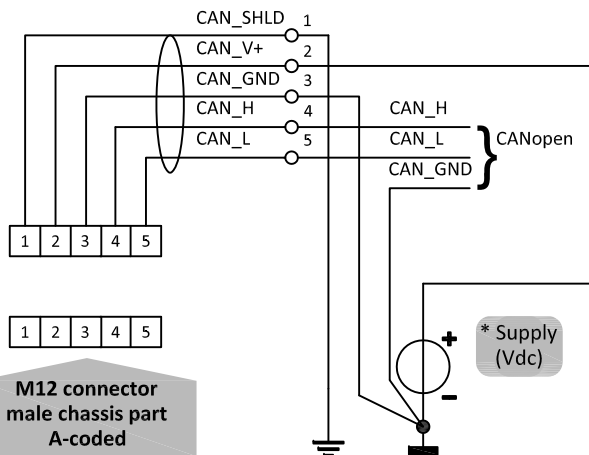 CAN_SHLD 1
CAN_V+ 2
CAN_GND 3
CAN_H 4 CAN_H
CAN_L 5 CAN_L
CANopen
CAN_GND
1 2 3 4 5
1 2 3 4 5
+
* Supply
(Vdc)
–
M12 connector
male chassis part
A-coded